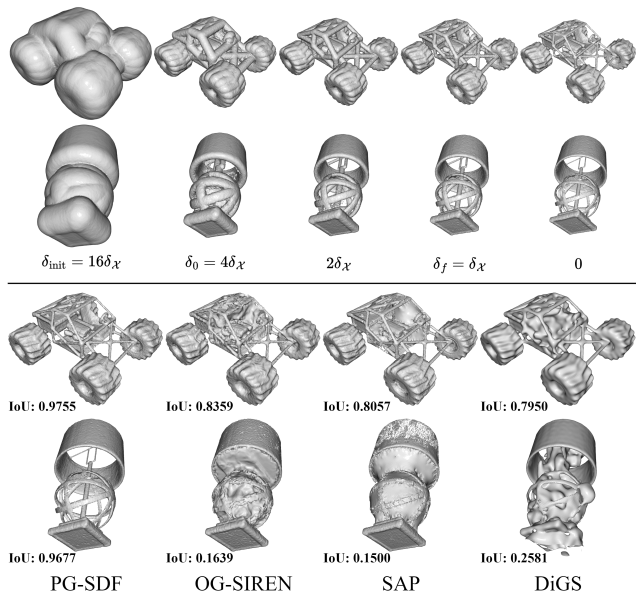 δ_init = 16δ_𝒳 δ_0 = 4δ_𝒳 2δ_𝒳 δ_f = δ_𝒳 0
IoU: 0.9755 IoU: 0.8359 IoU: 0.8057 IoU: 0.7950
IoU: 0.9677 IoU: 0.1639 IoU: 0.1500 IoU: 0.2581
PG-SDF OG-SIREN SAP DiGS